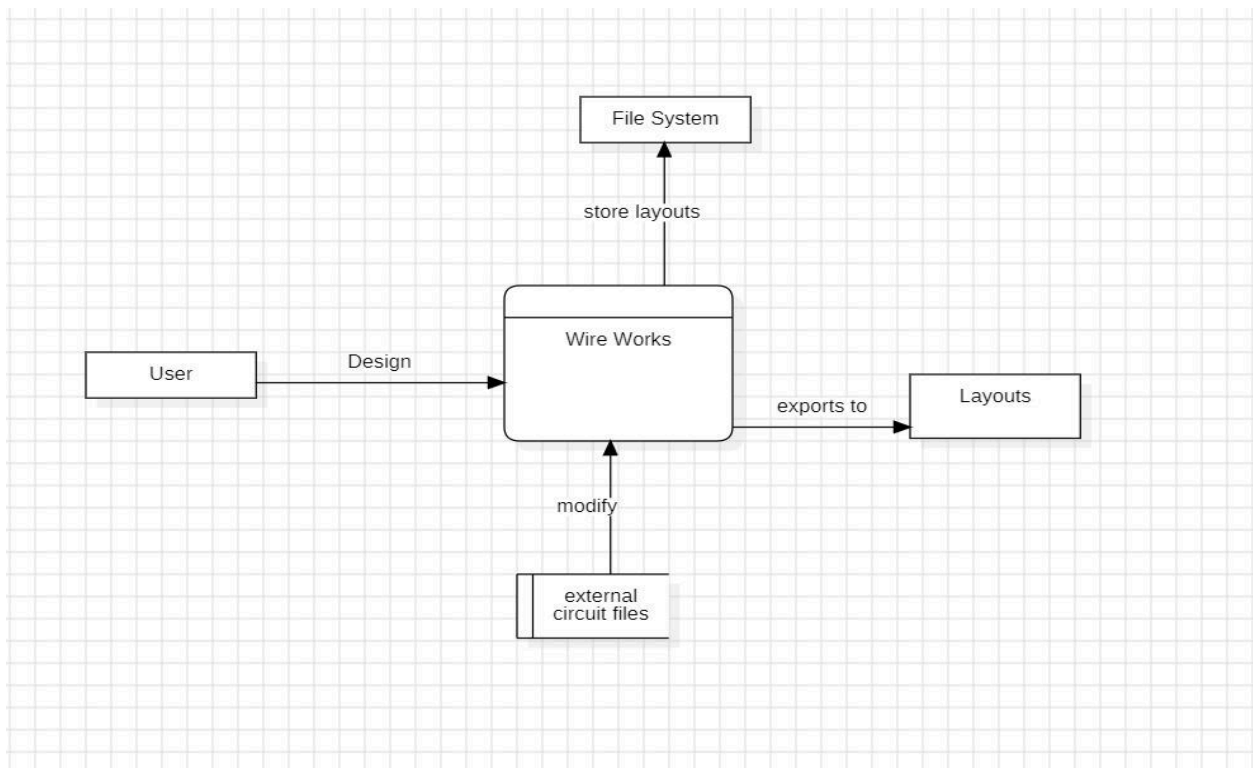 File System
store layouts
Wire Works
Design
User
Layouts
exports to
modify
external
circuit files